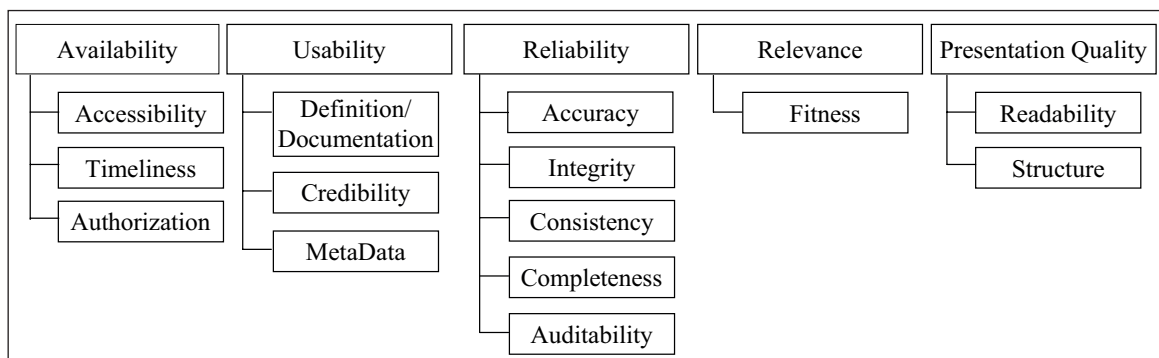 Availability
Accessibility
Timeliness
Authorization
Usability
Definition/
Documentation
Credibility
MetaData
Reliability
Accuracy
Integrity
Consistency
Completeness
Auditability
Relevance
Fitness
Presentation Quality
Readability
Structure